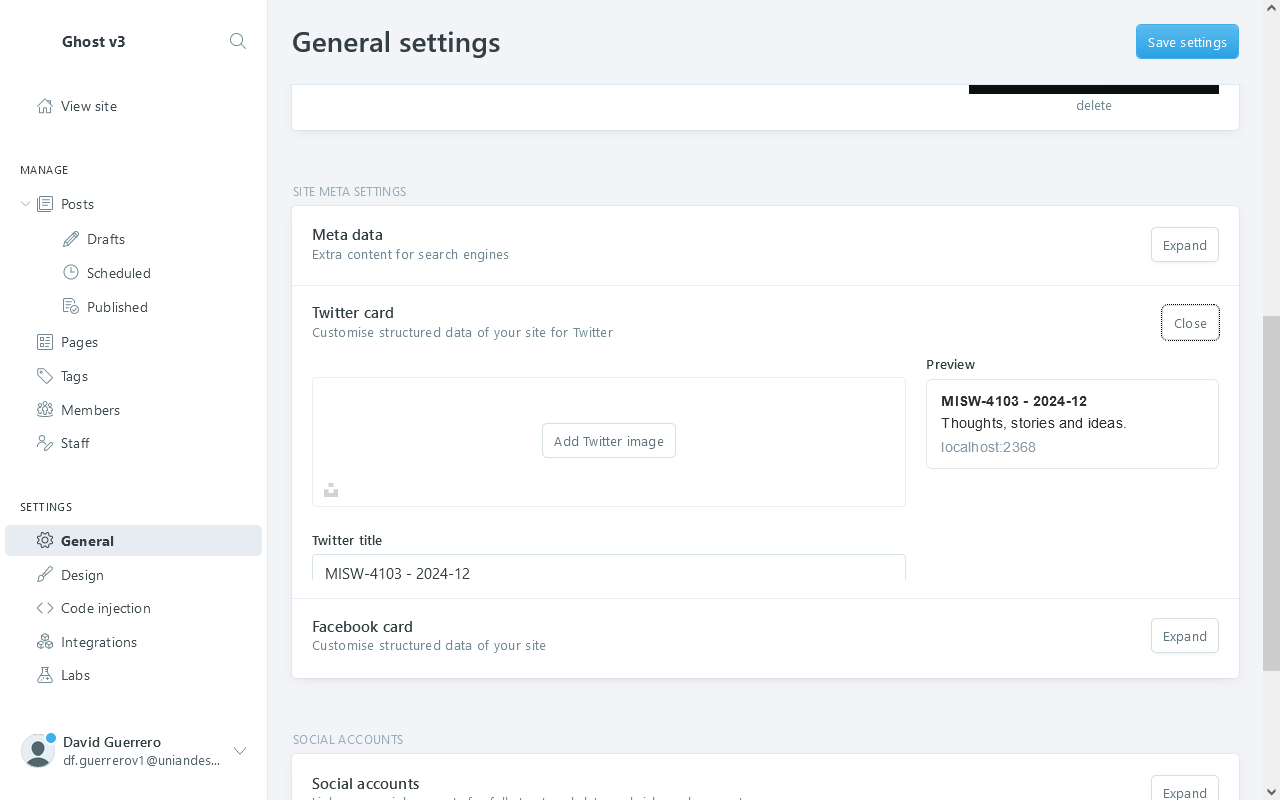 Ghost v3
View site
MANAGE
Posts
Drafts
Scheduled
Published
Pages
Tags
Members
Staff
SETTINGS
General
Design
Code injection
Integrations
Labs
David Guerrero
df.guerrerov1@uniandes...
General settings
Save settings
delete
SITE META SETTINGS
Meta data
Extra content for search engines
Expand
Twitter card
Customise structured data of your site for Twitter
Close
Add Twitter image
Preview
MISW-4103 - 2024-12
Thoughts, stories and ideas.
localhost:2368
Twitter title
MISW-4103 - 2024-12
Facebook card
Customise structured data of your site
Expand
SOCIAL ACCOUNTS
Social accounts
Expand